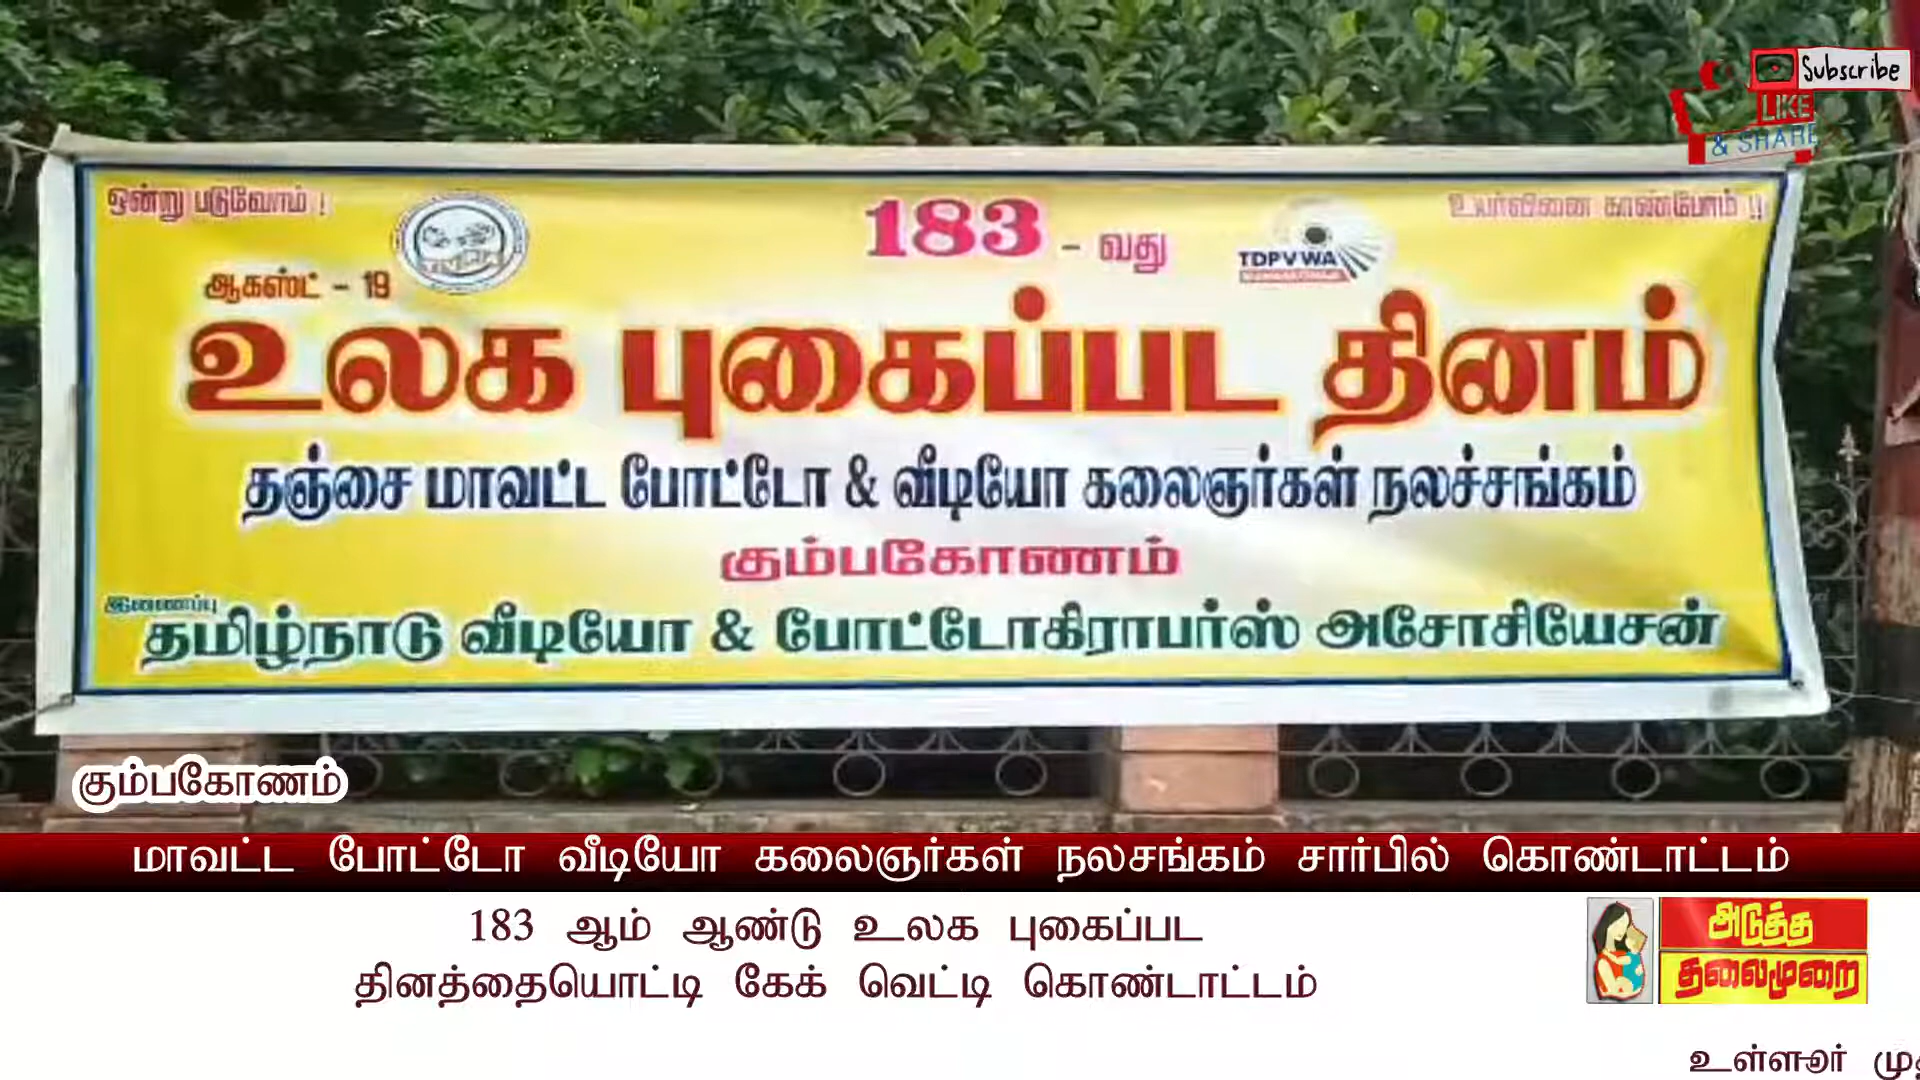 Subscribe
LIKE
& SHARE
ஒன்று படுவோம் !
183 - வது
உயர்வினை காண்போம் !!
TDPVWA
ஆகஸ்ட் - 19
உலக புகைப்பட தினம்
தஞ்சை மாவட்ட போட்டோ & வீடியோ கலைஞர்கள் நலச்சங்கம்
கும்பகோணம்
இணைப்பு
தமிழ்நாடு வீடியோ & போட்டோகிராபர்ஸ் அசோசியேசன்
கும்பகோணம்
மாவட்ட போட்டோ வீடியோ கலைஞர்கள் நலசங்கம் சார்பில் கொண்டாட்டம்
183 ஆம் ஆண்டு உலக புகைப்பட
தினத்தையொட்டி கேக் வெட்டி கொண்டாட்டம்
அடுத்த
தலைமுறை
உள்ளூர்